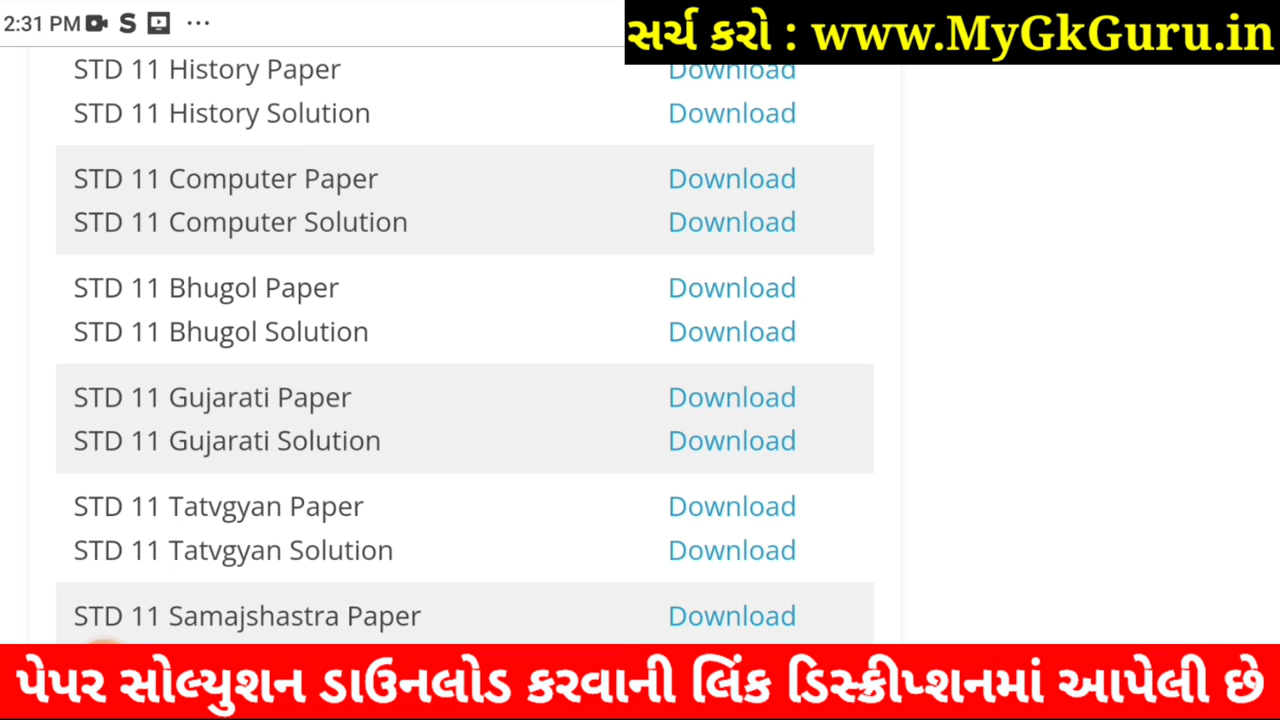 2:31 PM S ...
સર્ચ કરો : www.MyGkGuru.in
STD 11 History Paper Download
STD 11 History Solution Download
STD 11 Computer Paper Download
STD 11 Computer Solution Download
STD 11 Bhugol Paper Download
STD 11 Bhugol Solution Download
STD 11 Gujarati Paper Download
STD 11 Gujarati Solution Download
STD 11 Tatvgyan Paper Download
STD 11 Tatvgyan Solution Download
STD 11 Samajshastra Paper Download
પેપર સોલ્યુશન ડાઉનલોડ કરવાની લિંક ડિસ્ક્રીપ્શનમાં આપેલી છે